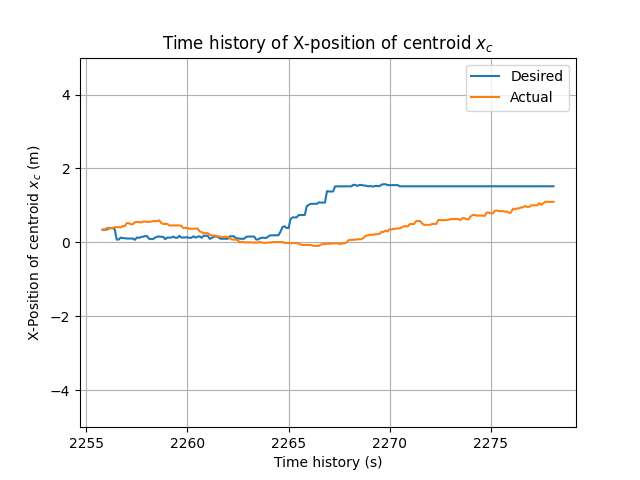 Time history of X-position of centroid $x_c$
Desired
Actual
X-Position of centroid $x_c$ (m)
4
2
0
−2
−4
2255 2260 2265 2270 2275
Time history (s)